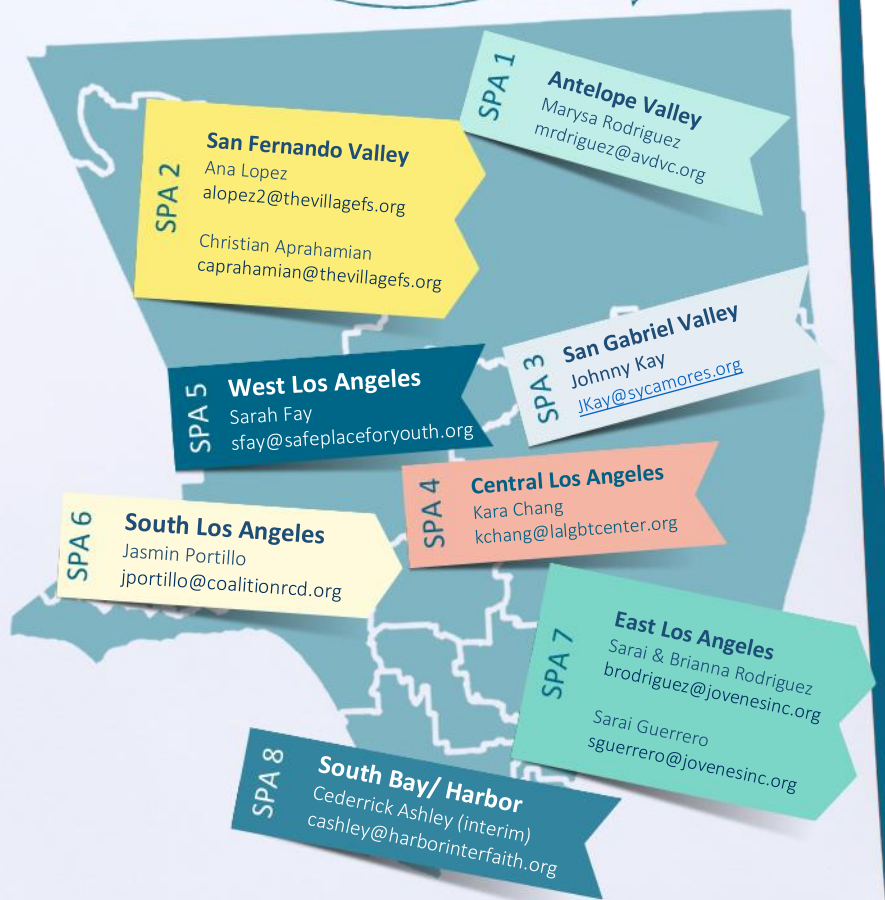 SPA 1
Antelope Valley
Marysa Rodriguez
mrdriguez@avdvc.org
SPA 2
San Fernando Valley
Ana Lopez
alopez2@thevillagefs.org
Christian Aprahamian
caprahamian@thevillagefs.org
SPA 3
San Gabriel Valley
Johnny Kay
JKay@sycamores.org
SPA 5
West Los Angeles
Sarah Fay
sfay@safeplaceforyouth.org
SPA 4
Central Los Angeles
Kara Chang
kchang@lalgbtcenter.org
SPA 6
South Los Angeles
Jasmin Portillo
jportillo@coalitionrcd.org
SPA 7
East Los Angeles
Sarai & Brianna Rodriguez
brodriguez@jovenesinc.org
Sarai Guerrero
sguerrero@jovenesinc.org
SPA 8
South Bay/ Harbor
Cederrick Ashley (interim)
cashley@harborinterfaith.org